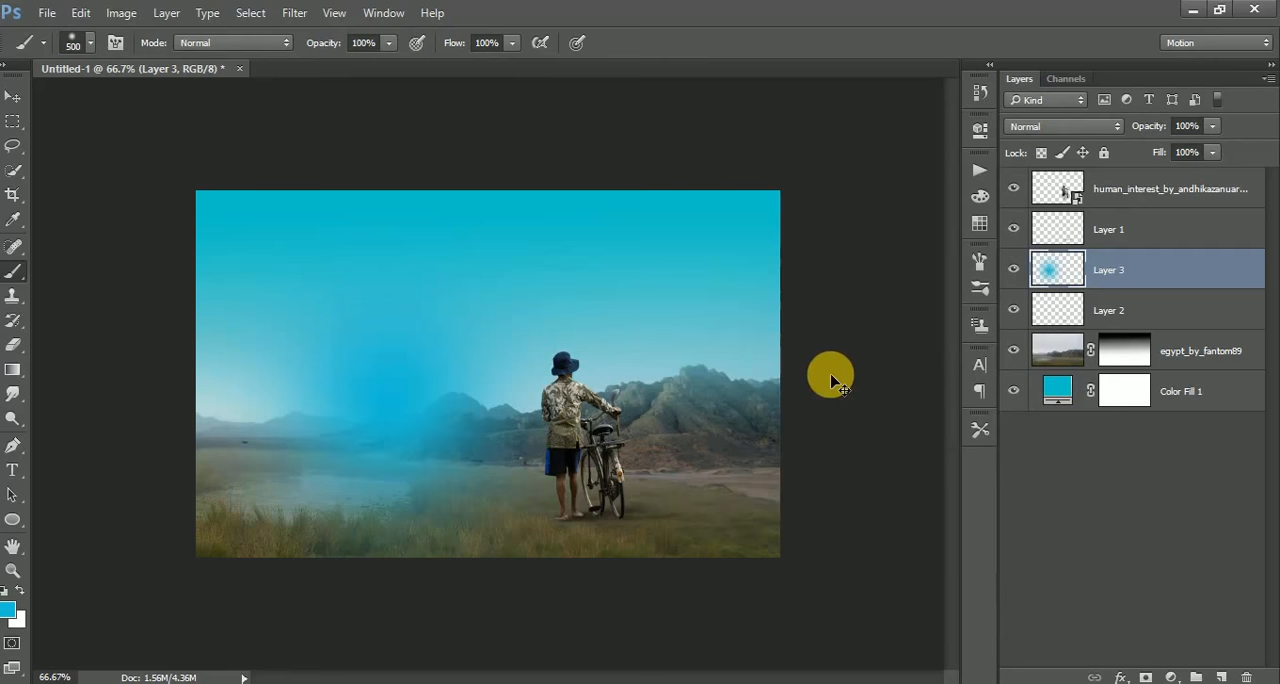 Ps File Edit Image Layer Type Select Filter View Window Help
500 Mode: Normal Opacity: 100% Flow: 100% Motion
Untitled-1 @ 66.7% (Layer 3, RGB/8) *
Layers Channels
Kind
Normal Opacity: 100%
Lock: Fill: 100%
human_interest_by_andhikazanuar...
Layer 1
Layer 3
Layer 2
egypt_by_fantom89
Color Fill 1
66.67% Doc: 1.56M/4.36M